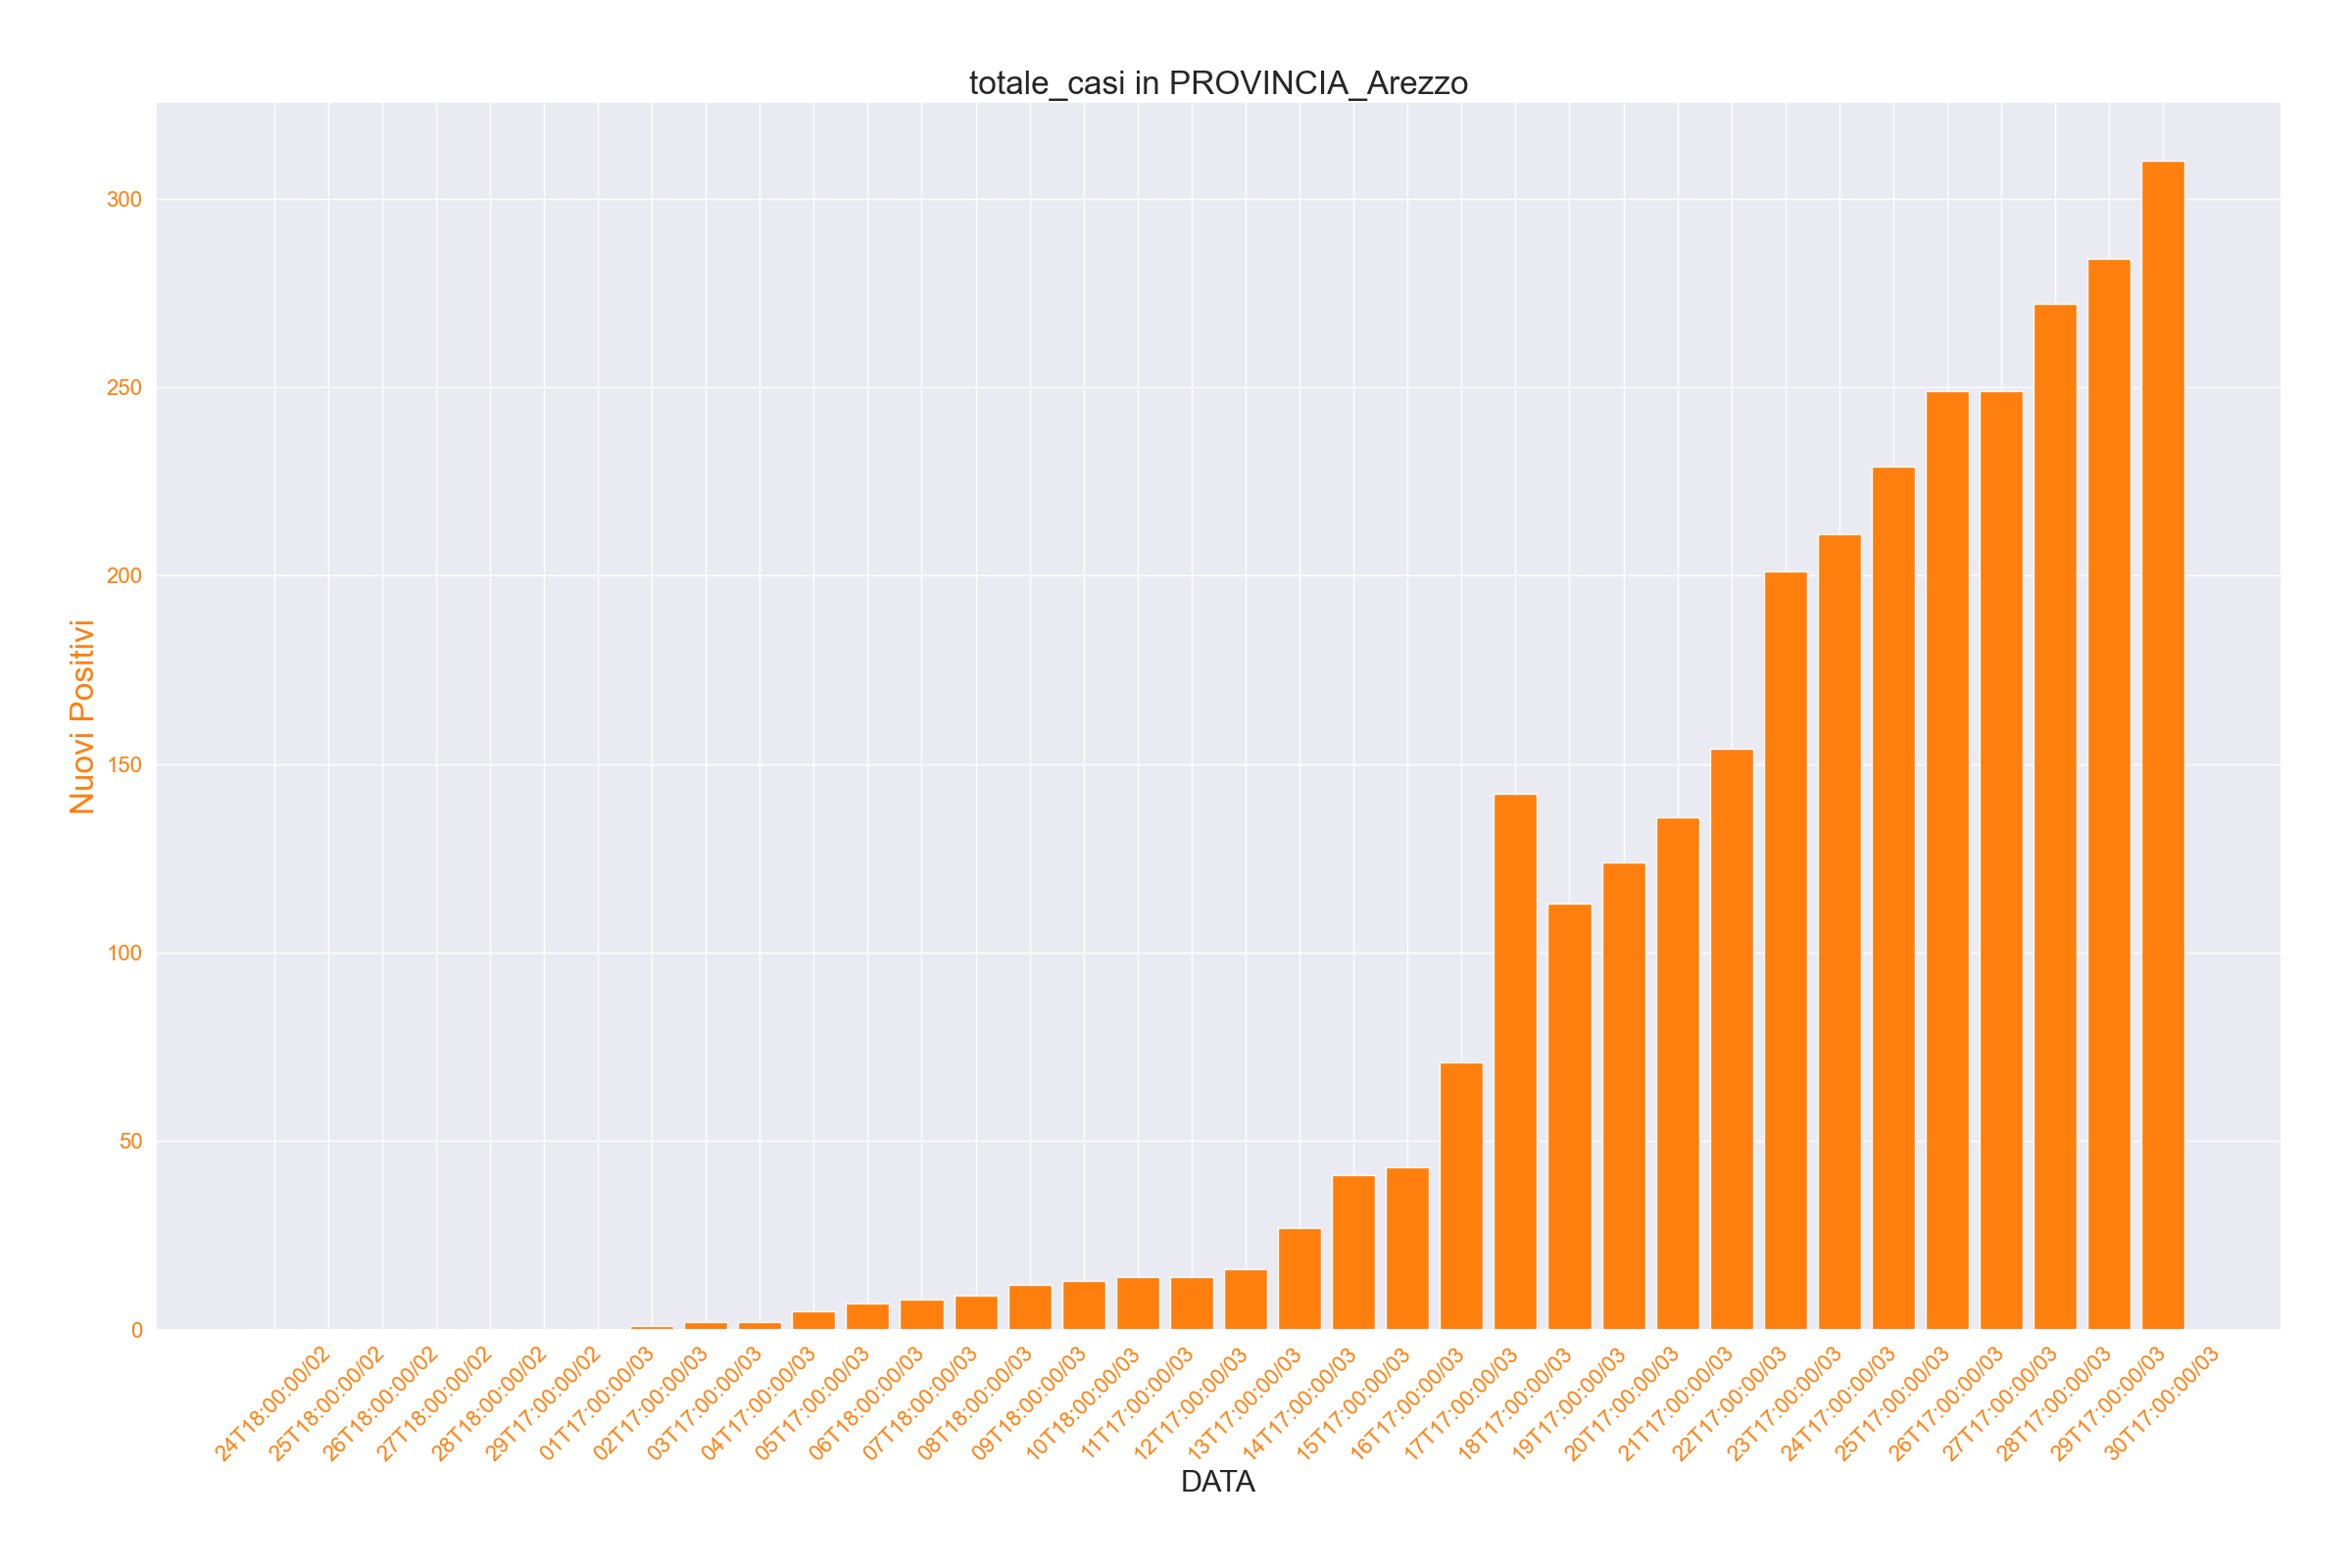 totale_casi in PROVINCIA_Arezzo
300
250
200
150
100
50
0
Nuovi Positivi
24T18:00:00/02
25T18:00:00/02
26T18:00:00/02
27T18:00:00/02
28T18:00:00/02
29T17:00:00/02
01T17:00:00/03
02T17:00:00/03
03T17:00:00/03
04T17:00:00/03
05T17:00:00/03
06T18:00:00/03
07T18:00:00/03
08T18:00:00/03
09T18:00:00/03
10T18:00:00/03
11T17:00:00/03
12T17:00:00/03
13T17:00:00/03
14T17:00:00/03
15T17:00:00/03
16T17:00:00/03
17T17:00:00/03
18T17:00:00/03
19T17:00:00/03
20T17:00:00/03
21T17:00:00/03
22T17:00:00/03
23T17:00:00/03
24T17:00:00/03
25T17:00:00/03
26T17:00:00/03
27T17:00:00/03
28T17:00:00/03
29T17:00:00/03
30T17:00:00/03
DATA